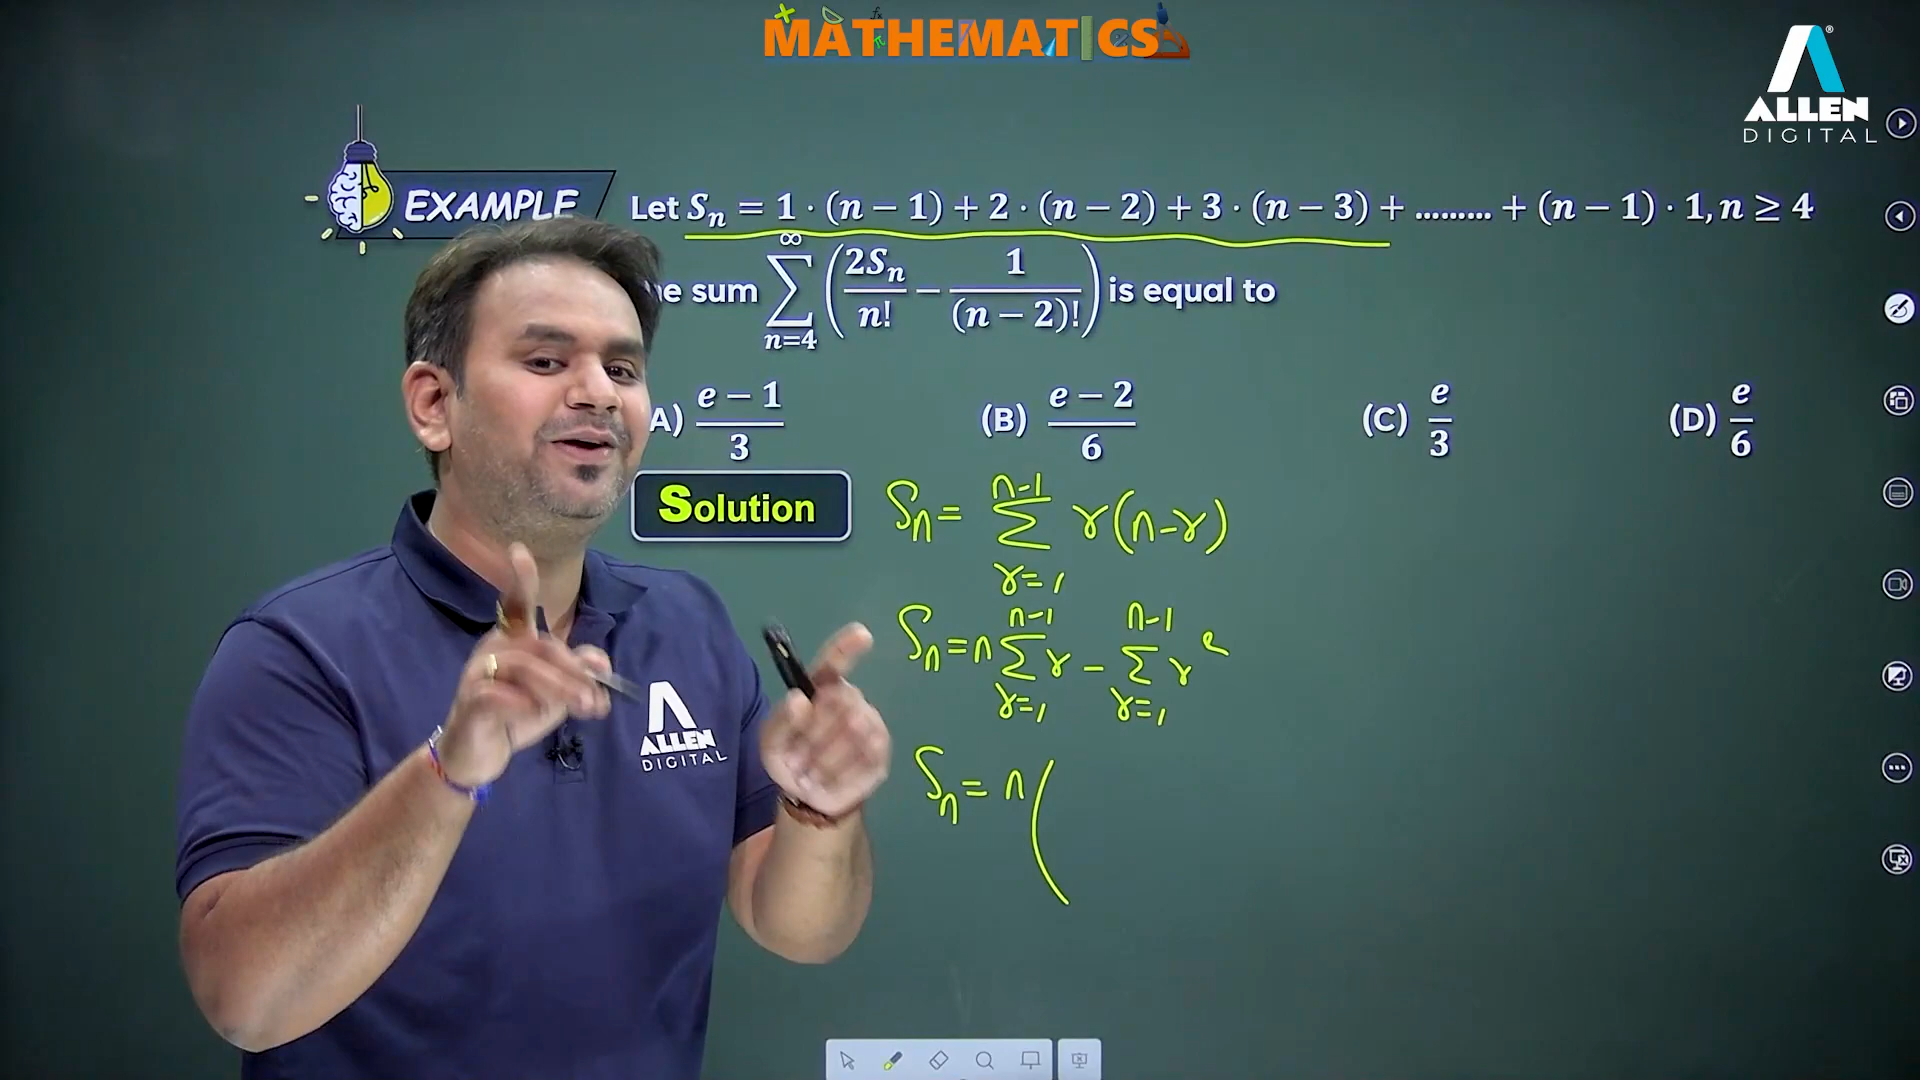 MATHEMATICS
ALLEN
DIGITAL
EXAMPLE
Let Sₙ = 1 · (n − 1) + 2 · (n − 2) + 3 · (n − 3) + ......... + (n − 1) · 1, n ≥ 4
e sum ∑_{n=4}^{∞} (2Sₙ/n! − 1/(n − 2)!) is equal to
A) (e − 1)/3 (B) (e − 2)/6 (C) e/3 (D) e/6
Solution
Sₙ = ∑_{r=1}^{n-1} r(n-r)
Sₙ = n ∑_{r=1}^{n-1} r − ∑_{r=1}^{n-1} r²
Sₙ = n (
ALLEN
DIGITAL